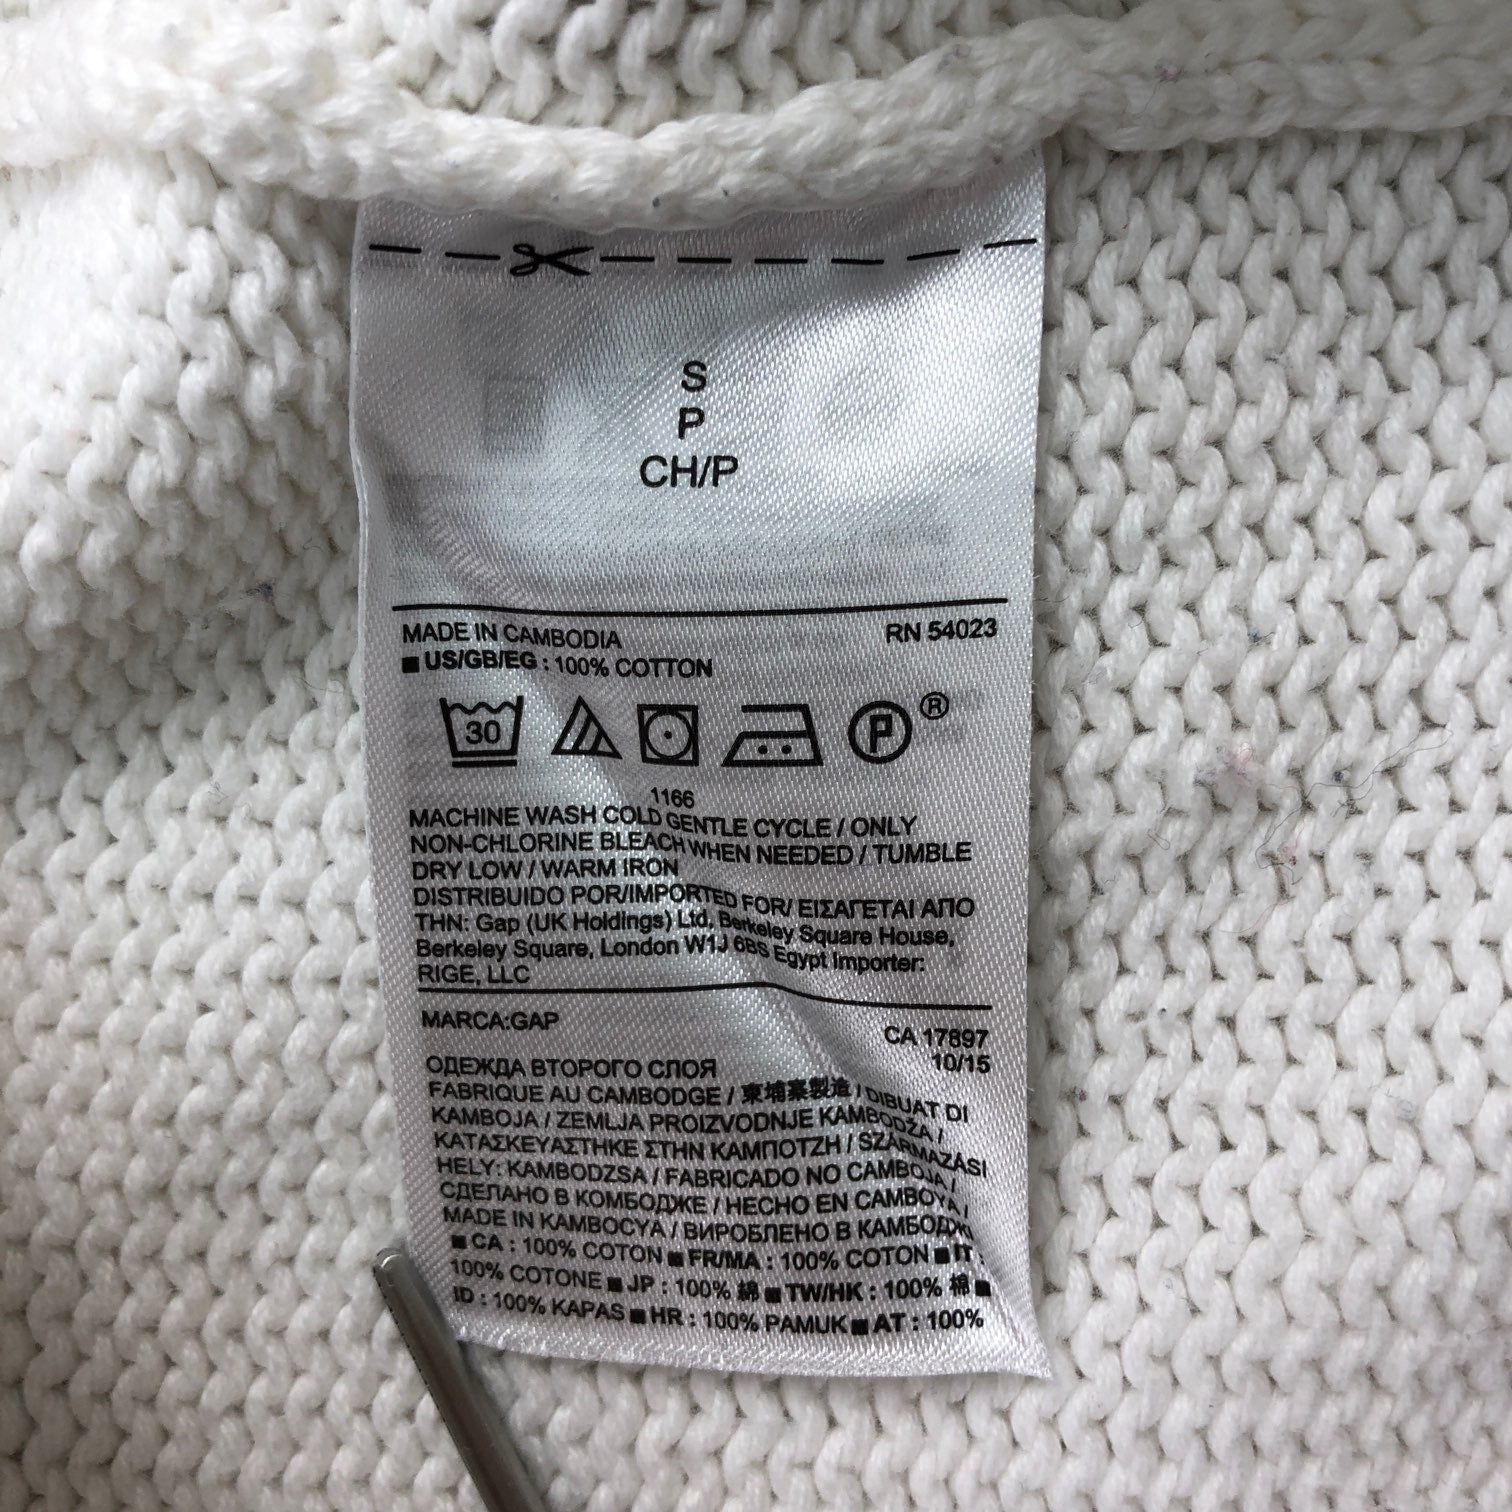 S
P
CH/P
MADE IN CAMBODIA RN 54023
■ US/GB/EG : 100% COTTON
30 P ®
1166
MACHINE WASH COLD GENTLE CYCLE / ONLY
NON-CHLORINE BLEACH WHEN NEEDED / TUMBLE
DRY LOW / WARM IRON
DISTRIBUIDO POR/IMPORTED FOR/ ΕΙΣΑΓΕΤΑΙ ΑΠΟ
THN: Gap (UK Holdings) Ltd, Berkeley Square House,
Berkeley Square, London W1J 6BS Egypt Importer:
RIGE, LLC
MARCA:GAP CA 17897
10/15
ОДЕЖДА ВТОРОГО СЛОЯ
FABRIQUE AU CAMBODGE / 柬埔寨製造 / DIBUAT DI
KAMBOJA / ZEMLJA PROIZVODNJE KAMBODŽA /
ΚΑΤΑΣΚΕΥΑΣΤΗΚΕ ΣΤΗΝ ΚΑΜΠΟΤΖΗ / SZÁRMAZÁSI
HELY: KAMBODZSA / FABRICADO NO CAMBOJA /
СДЕЛАНО В КОМБОДЖЕ / HECHO EN CAMBOYA /
MADE IN KAMBOCYA / ВИРОБЛЕНО В КАМБОДЖИ
■ CA : 100% COTON ■ FR/MA : 100% COTON ■ IT :
100% COTONE ■ JP : 100% 綿 ■ TW/HK : 100% 棉 ■
ID : 100% KAPAS ■ HR : 100% PAMUK ■ AT : 100%